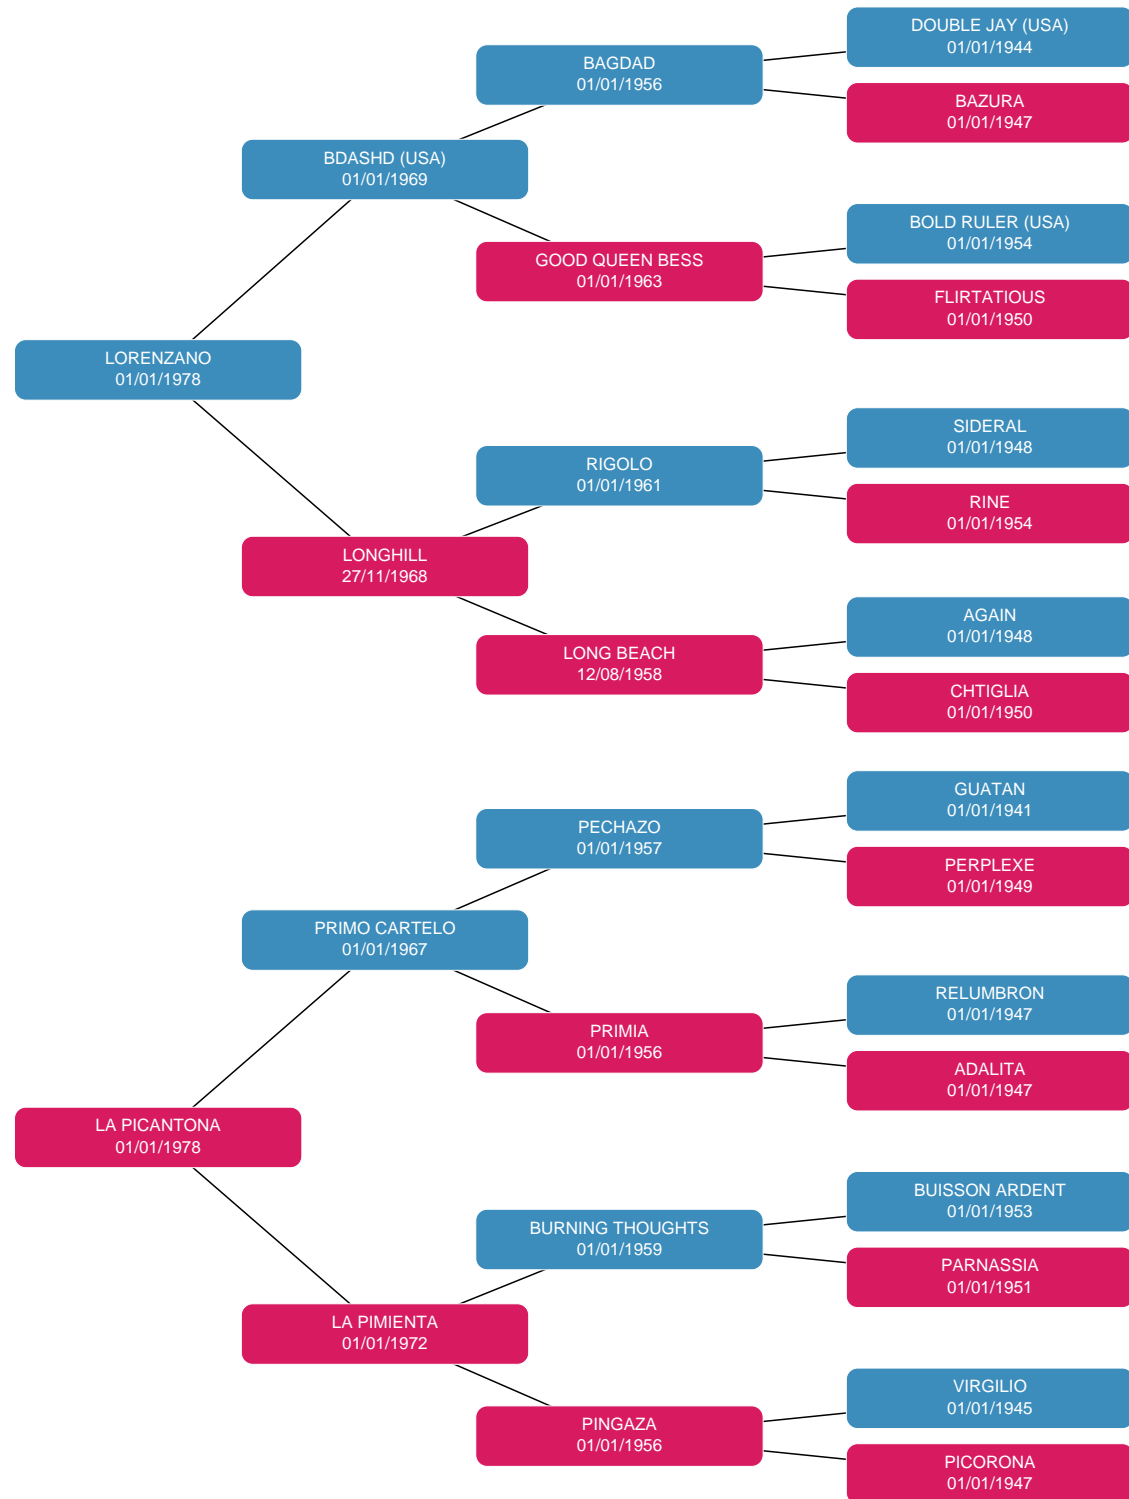 DOUBLE JAY (USA)
01/01/1944
BAGDAD
01/01/1956
BAZURA
01/01/1947
BDASHD (USA)
01/01/1969
BOLD RULER (USA)
01/01/1954
GOOD QUEEN BESS
01/01/1963
FLIRTATIOUS
01/01/1950
LORENZANO
01/01/1978
SIDERAL
01/01/1948
RIGOLO
01/01/1961
RINE
01/01/1954
LONGHILL
27/11/1968
AGAIN
01/01/1948
LONG BEACH
12/08/1958
CHTIGLIA
01/01/1950
GUATAN
01/01/1941
PECHAZO
01/01/1957
PERPLEXE
01/01/1949
PRIMO CARTELO
01/01/1967
RELUMBRON
01/01/1947
PRIMIA
01/01/1956
ADALITA
01/01/1947
LA PICANTONA
01/01/1978
BUISSON ARDENT
01/01/1953
BURNING THOUGHTS
01/01/1959
PARNASSIA
01/01/1951
LA PIMIENTA
01/01/1972
VIRGILIO
01/01/1945
PINGAZA
01/01/1956
PICORONA
01/01/1947